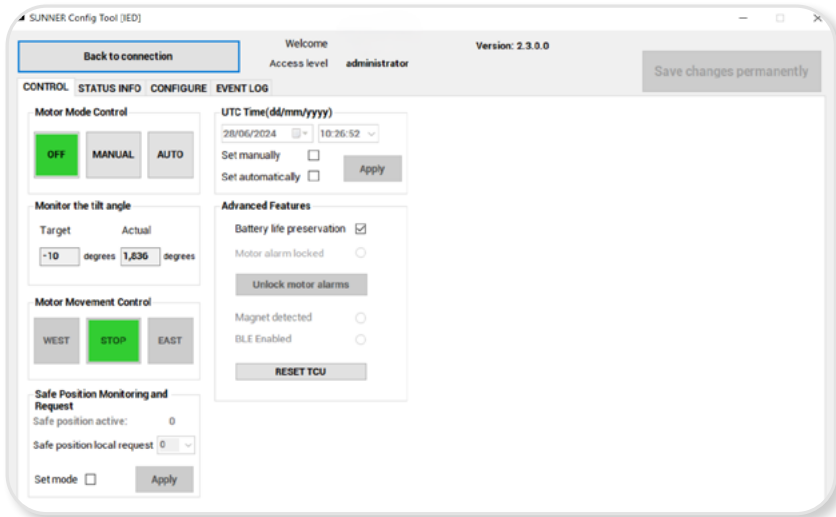 SUNNER Config Tool [IED]
Back to connection
Welcome
Access level administrator
Version: 2.3.0.0
Save changes permanently
CONTROL STATUS INFO CONFIGURE EVENT LOG
Motor Mode Control
OFF MANUAL AUTO
Monitor the tilt angle
Target Actual
-10 degrees 1,836 degrees
Motor Movement Control
WEST STOP EAST
Safe Position Monitoring and
Request
Safe position active: 0
Safe position local request 0
Set mode Apply
UTC Time(dd/mm/yyyy)
28/06/2024 10:26:52
Set manually
Set automatically
Apply
Advanced Features
Battery life preservation
Motor alarm locked
Unlock motor alarms
Magnet detected
BLE Enabled
RESET TCU